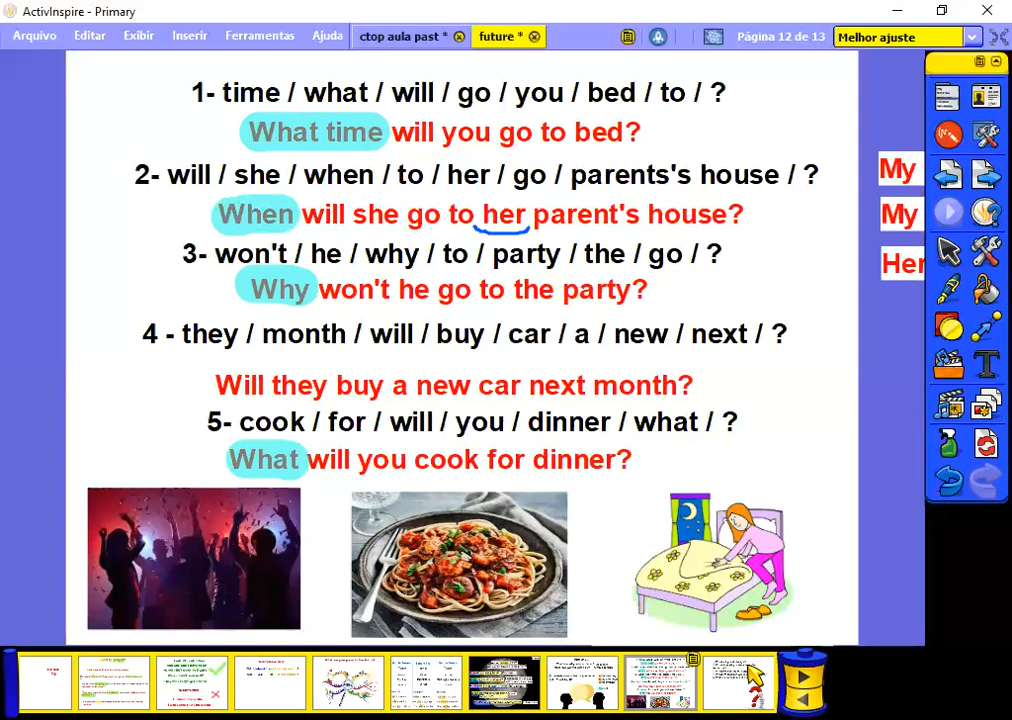 ActivInspire - Primary
Arquivo Editar Exibir Inserir Ferramentas Ajuda ctop aula past * future * Página 12 de 13 Melhor ajuste
1- time / what / will / go / you / bed / to / ?
What time will you go to bed?
2- will / she / when / to / her / go / parents's house / ?
When will she go to her parent's house?
3- won't / he / why / to / party / the / go / ?
Why won't he go to the party?
4 - they / month / will / buy / car / a / new / next / ?
Will they buy a new car next month?
5- cook / for / will / you / dinner / what / ?
What will you cook for dinner?
My
My
Her